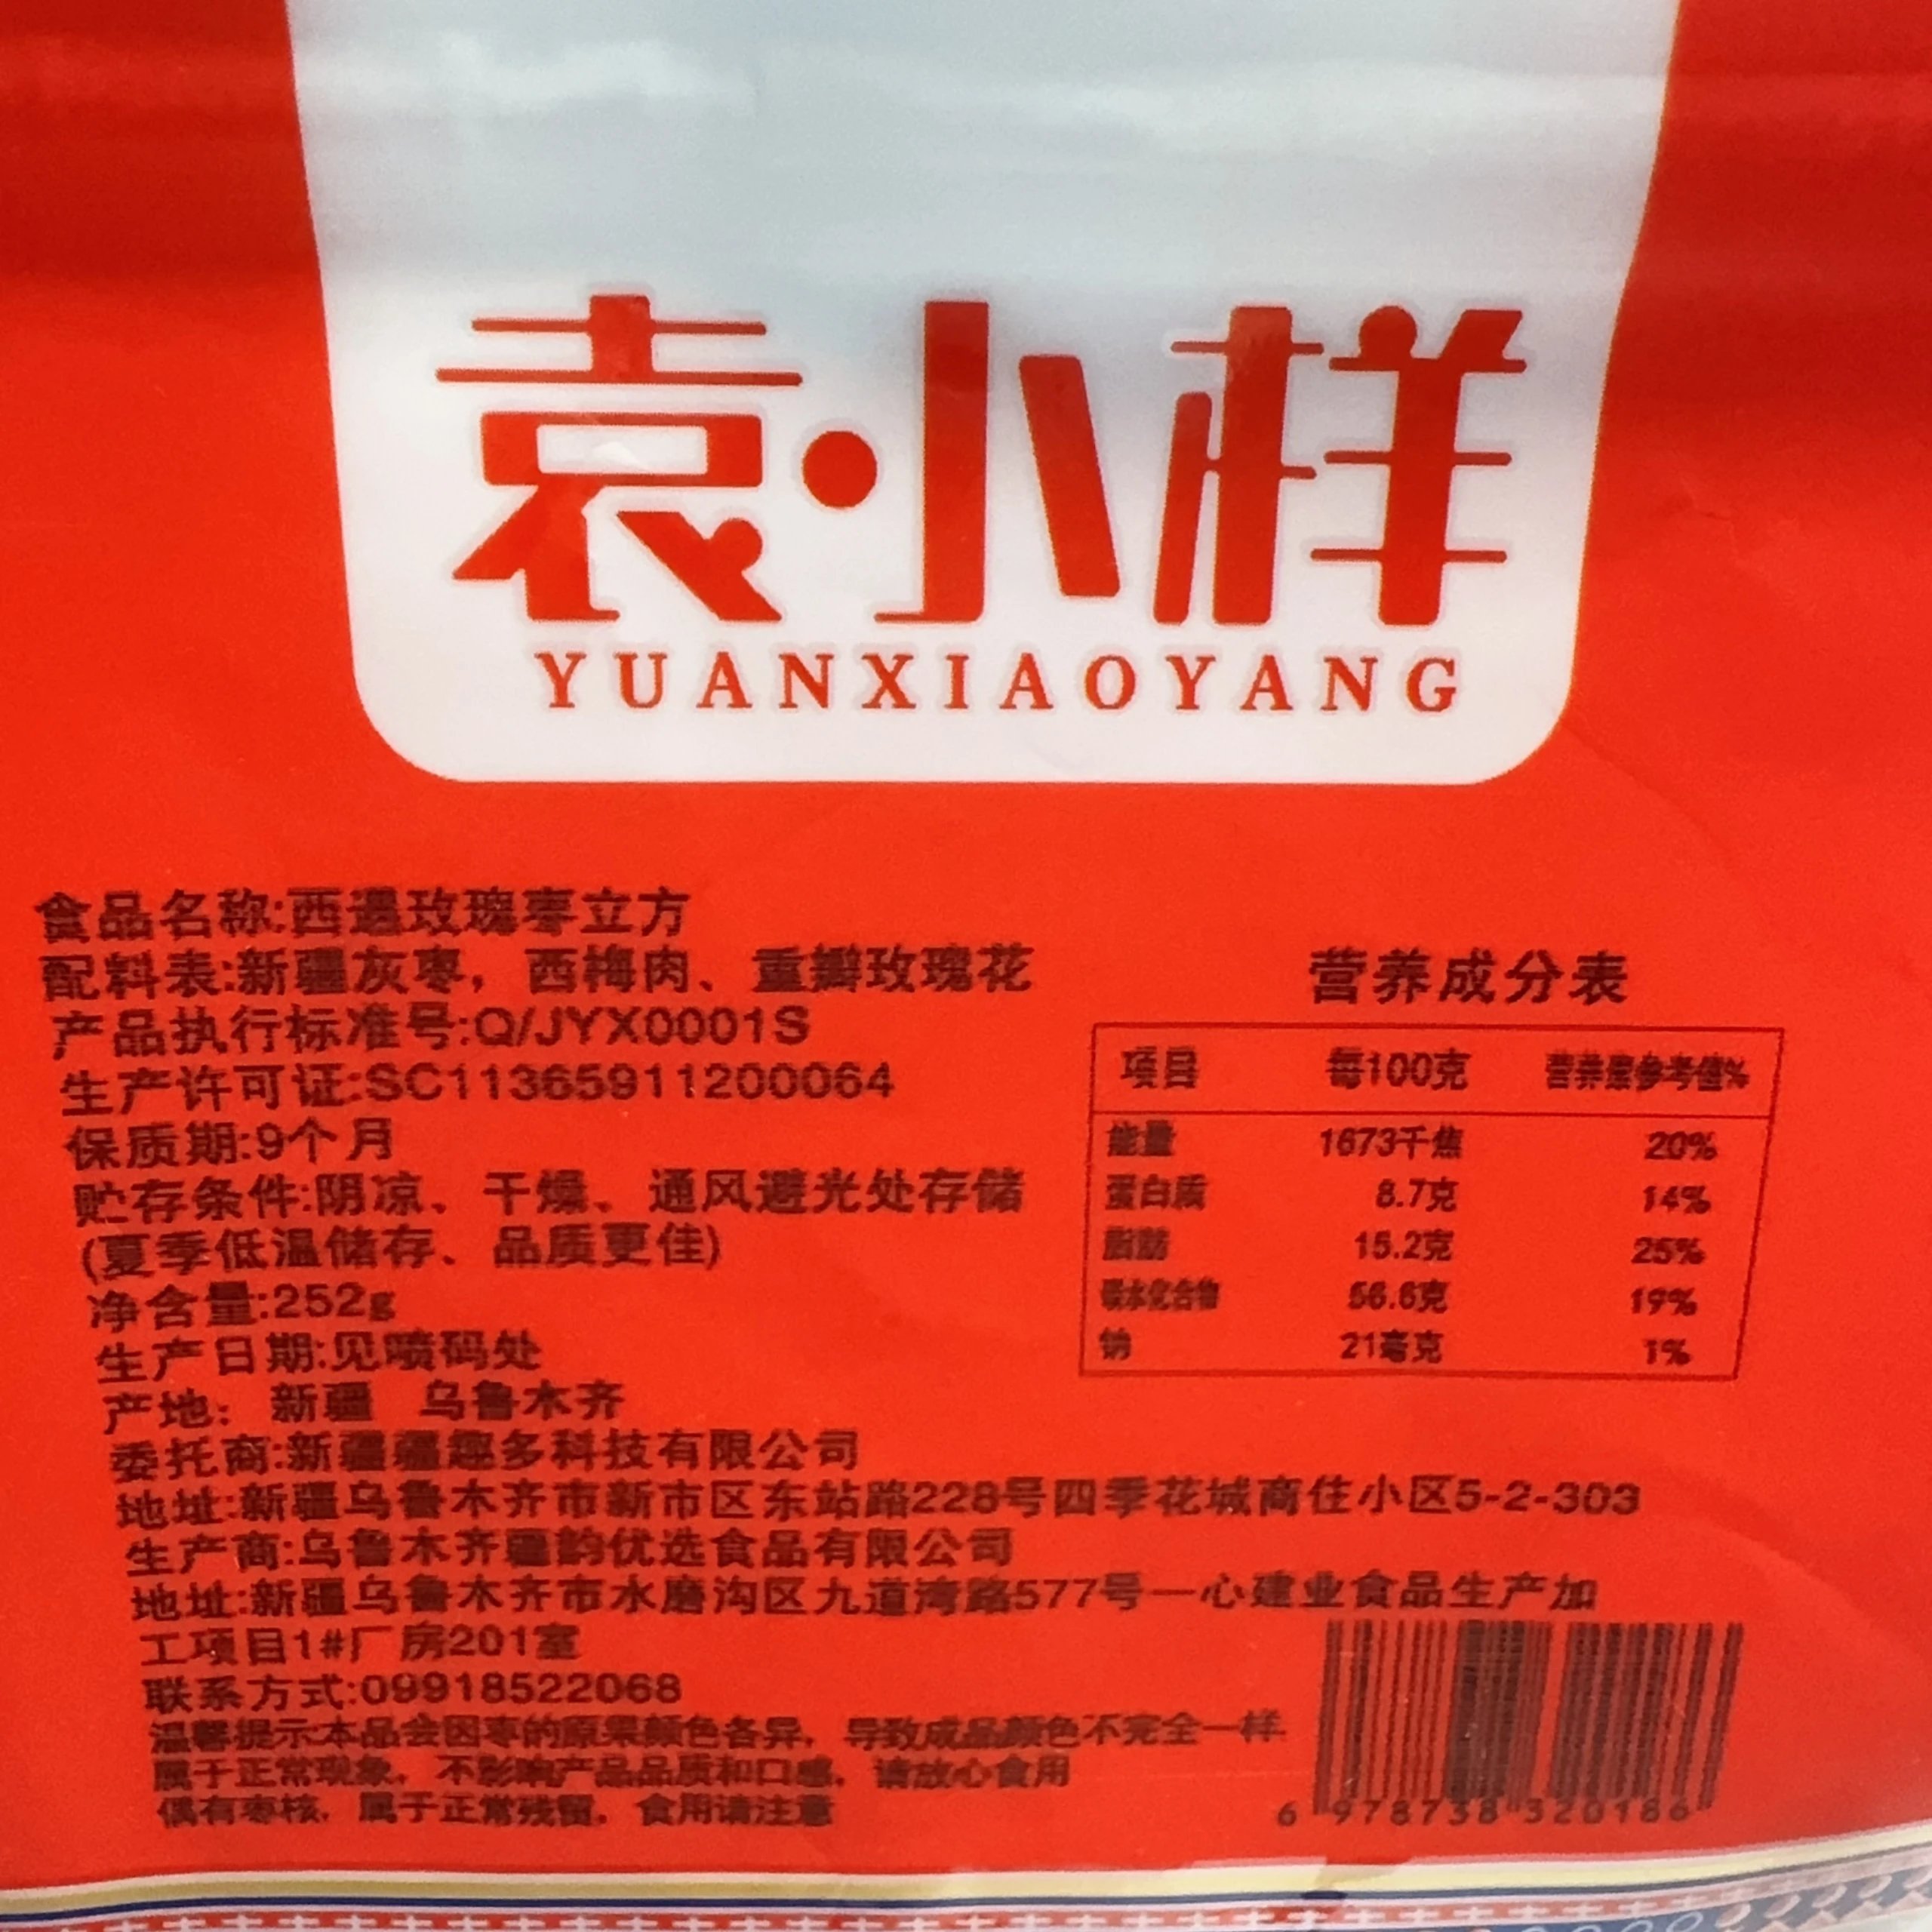 袁·小样
YUANXIAOYANG
食品名称:西遇玫瑰枣立方
配料表:新疆灰枣，西梅肉、重瓣玫瑰花
产品执行标准号:Q/JYX0001S
生产许可证:SC11365911200064
保质期:9个月
贮存条件:阴凉、干燥、通风避光处存储
(夏季低温储存、品质更佳)
净含量:252g
生产日期:见喷码处
产地：新疆 乌鲁木齐
委托商:新疆疆趣多科技有限公司
地址:新疆乌鲁木齐市新市区东站路228号四季花城商住小区5-2-303
生产商:乌鲁木齐疆韵优选食品有限公司
地址:新疆乌鲁木齐市水磨沟区九道湾路577号一心建业食品生产加
工项目1#厂房201室
联系方式:09918522068
温馨提示本品会因枣的原果颜色各异，导致成品颜色不完全一样
属于正常现象，不影响产品品质和口感，请放心食用
偶有枣核，属于正常残留。食用请注意
营养成分表
项目 每100克 营养素参考值%
能量 1673千焦 20%
蛋白质 8.7克 14%
脂肪 15.2克 25%
碳水化合物 56.6克 19%
钠 21毫克 1%
6 978738 320186